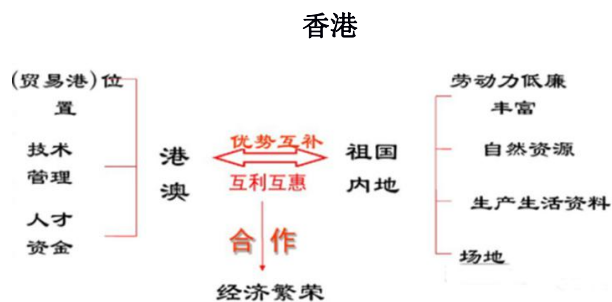 香港
(贸易港)位
置
技术
管理
人才
资金
港
澳
优势互补
互利互惠
合作
经济繁荣
祖国
内地
劳动力低廉
丰富
自然资源
生产生活资料
场地